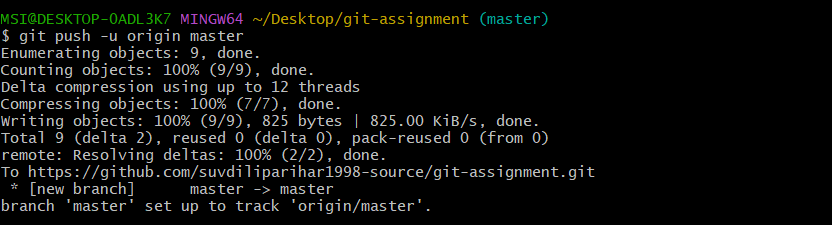 MSI@DESKTOP-OADL3K7 MINGW64 ~/Desktop/git-assignment (master)
$ git push -u origin master
Enumerating objects: 9, done.
Counting objects: 100% (9/9), done.
Delta compression using up to 12 threads
Compressing objects: 100% (7/7), done.
Writing objects: 100% (9/9), 825 bytes | 825.00 KiB/s, done.
Total 9 (delta 2), reused 0 (delta 0), pack-reused 0 (from 0)
remote: Resolving deltas: 100% (2/2), done.
To https://github.com/suvdiliparihar1998-source/git-assignment.git
 * [new branch]      master -> master
branch 'master' set up to track 'origin/master'.